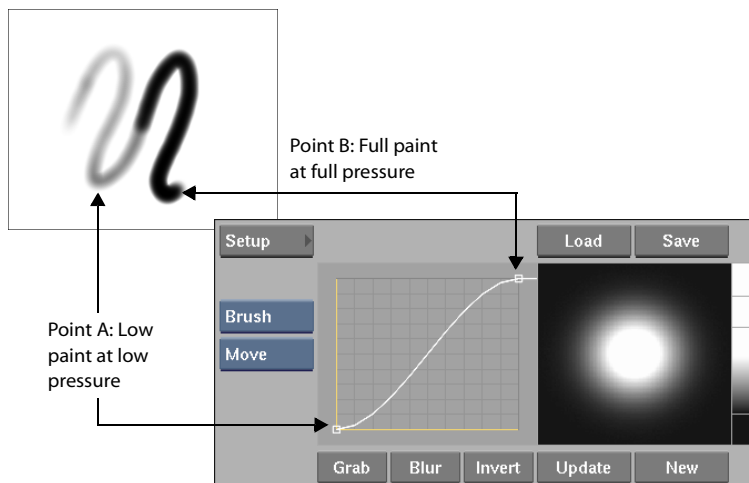 Point B: Full paint
at full pressure
Setup
Load
Save
Brush
Move
Point A: Low
paint at low
pressure
Grab
Blur
Invert
Update
New